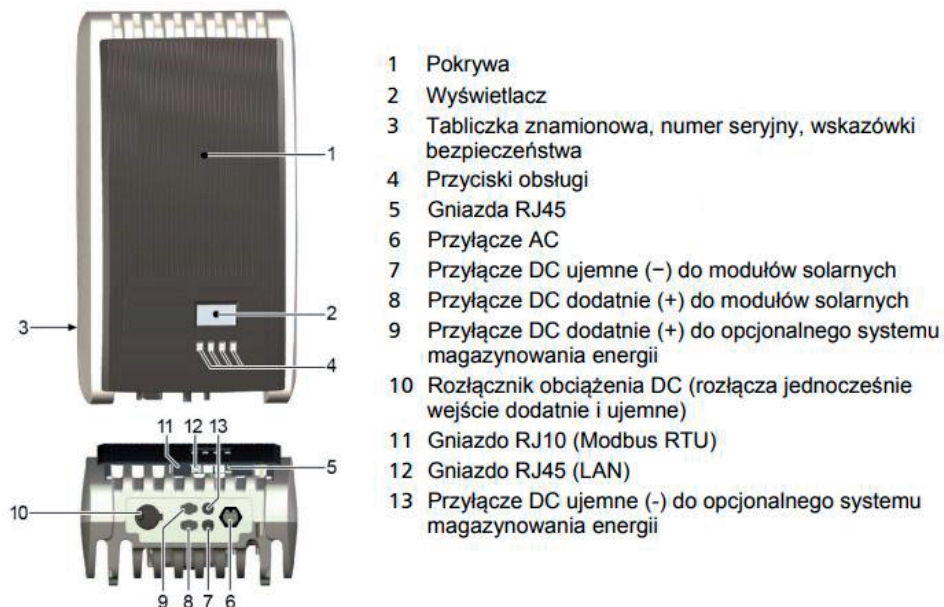 1 Pokrywa
2 Wyświetlacz
3 Tabliczka znamionowa, numer seryjny, wskazówki
bezpieczeństwa
4 Przyciski obsługi
5 Gniazda RJ45
6 Przyłącze AC
7 Przyłącze DC ujemne (−) do modułów solarnych
8 Przyłącze DC dodatnie (+) do modułów solarnych
9 Przyłącze DC dodatnie (+) do opcjonalnego systemu
magazynowania energii
10 Rozłącznik obciążenia DC (rozłącza jednocześnie
wejście dodatnie i ujemne)
11 Gniazdo RJ10 (Modbus RTU)
12 Gniazdo RJ45 (LAN)
13 Przyłącze DC ujemne (-) do opcjonalnego systemu
magazynowania energii
1
2
3
4
11 12 13
5
10
9 8 7 6